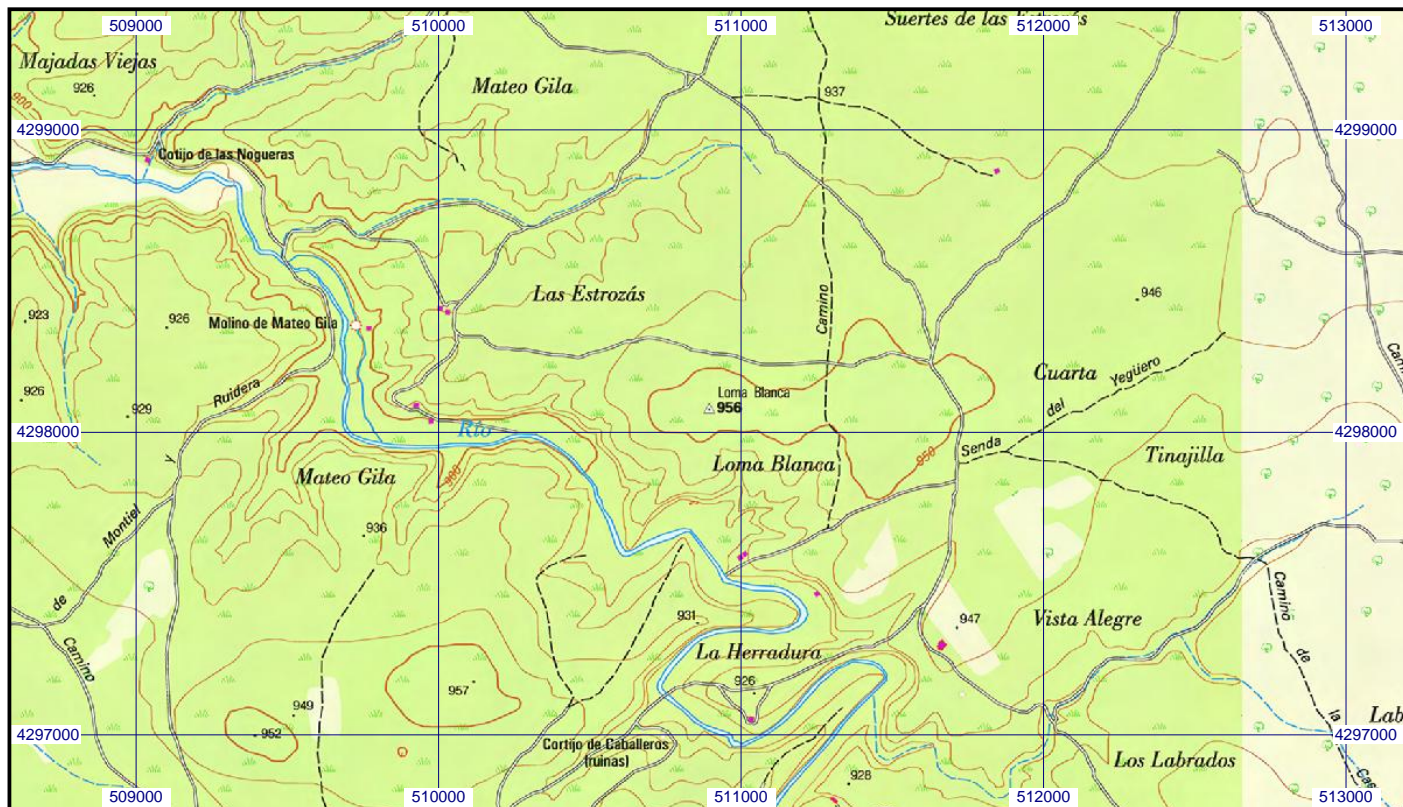 509000
510000
511000
512000
513000
Suertes de las Estrozás
Majadas Viejas
926
900
Mateo Gila
937
4299000
4299000
Cotijo de las Nogueras
923
926
Las Estrozás
946
Molino de Mateo Gila
Camino
926
929
Ruidera
Loma Blanca
956
Cuarta
Senda del Yegüero
4298000
4298000
Río
Mateo Gila
900
Loma Blanca
950
Tinajilla
y
936
Montiel
de
Camino
931
947
Vista Alegre
Camino
de
la
La Herradura
926
957
949
952
4297000
4297000
Cortijo de Caballeros
(ruinas)
928
Los Labrados
Lab
509000
510000
511000
512000
513000